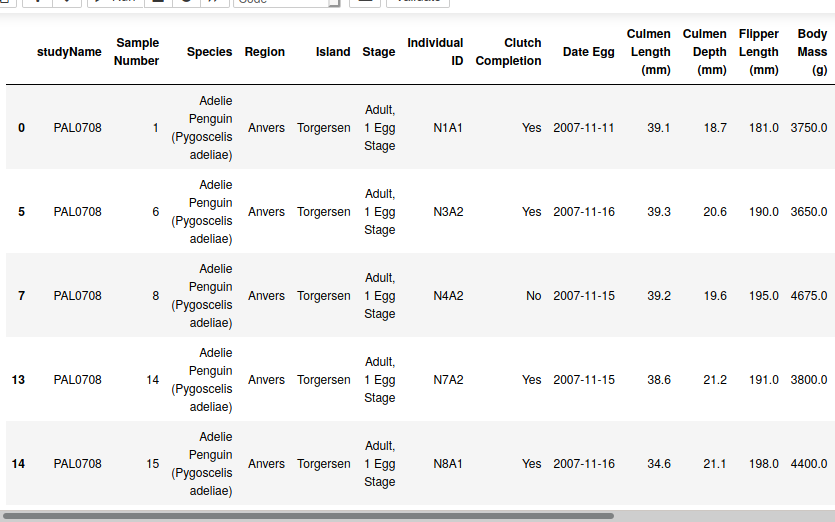 Code
studyName Sample Number Species Region Island Stage Individual ID Clutch Completion Date Egg Culmen Length (mm) Culmen Depth (mm) Flipper Length (mm) Body Mass (g)
0 PAL0708 1 Adelie Penguin (Pygoscelis adeliae) Anvers Torgersen Adult, 1 Egg Stage N1A1 Yes 2007-11-11 39.1 18.7 181.0 3750.0
5 PAL0708 6 Adelie Penguin (Pygoscelis adeliae) Anvers Torgersen Adult, 1 Egg Stage N3A2 Yes 2007-11-16 39.3 20.6 190.0 3650.0
7 PAL0708 8 Adelie Penguin (Pygoscelis adeliae) Anvers Torgersen Adult, 1 Egg Stage N4A2 No 2007-11-15 39.2 19.6 195.0 4675.0
13 PAL0708 14 Adelie Penguin (Pygoscelis adeliae) Anvers Torgersen Adult, 1 Egg Stage N7A2 Yes 2007-11-15 38.6 21.2 191.0 3800.0
14 PAL0708 15 Adelie Penguin (Pygoscelis adeliae) Anvers Torgersen Adult, 1 Egg Stage N8A1 Yes 2007-11-16 34.6 21.1 198.0 4400.0